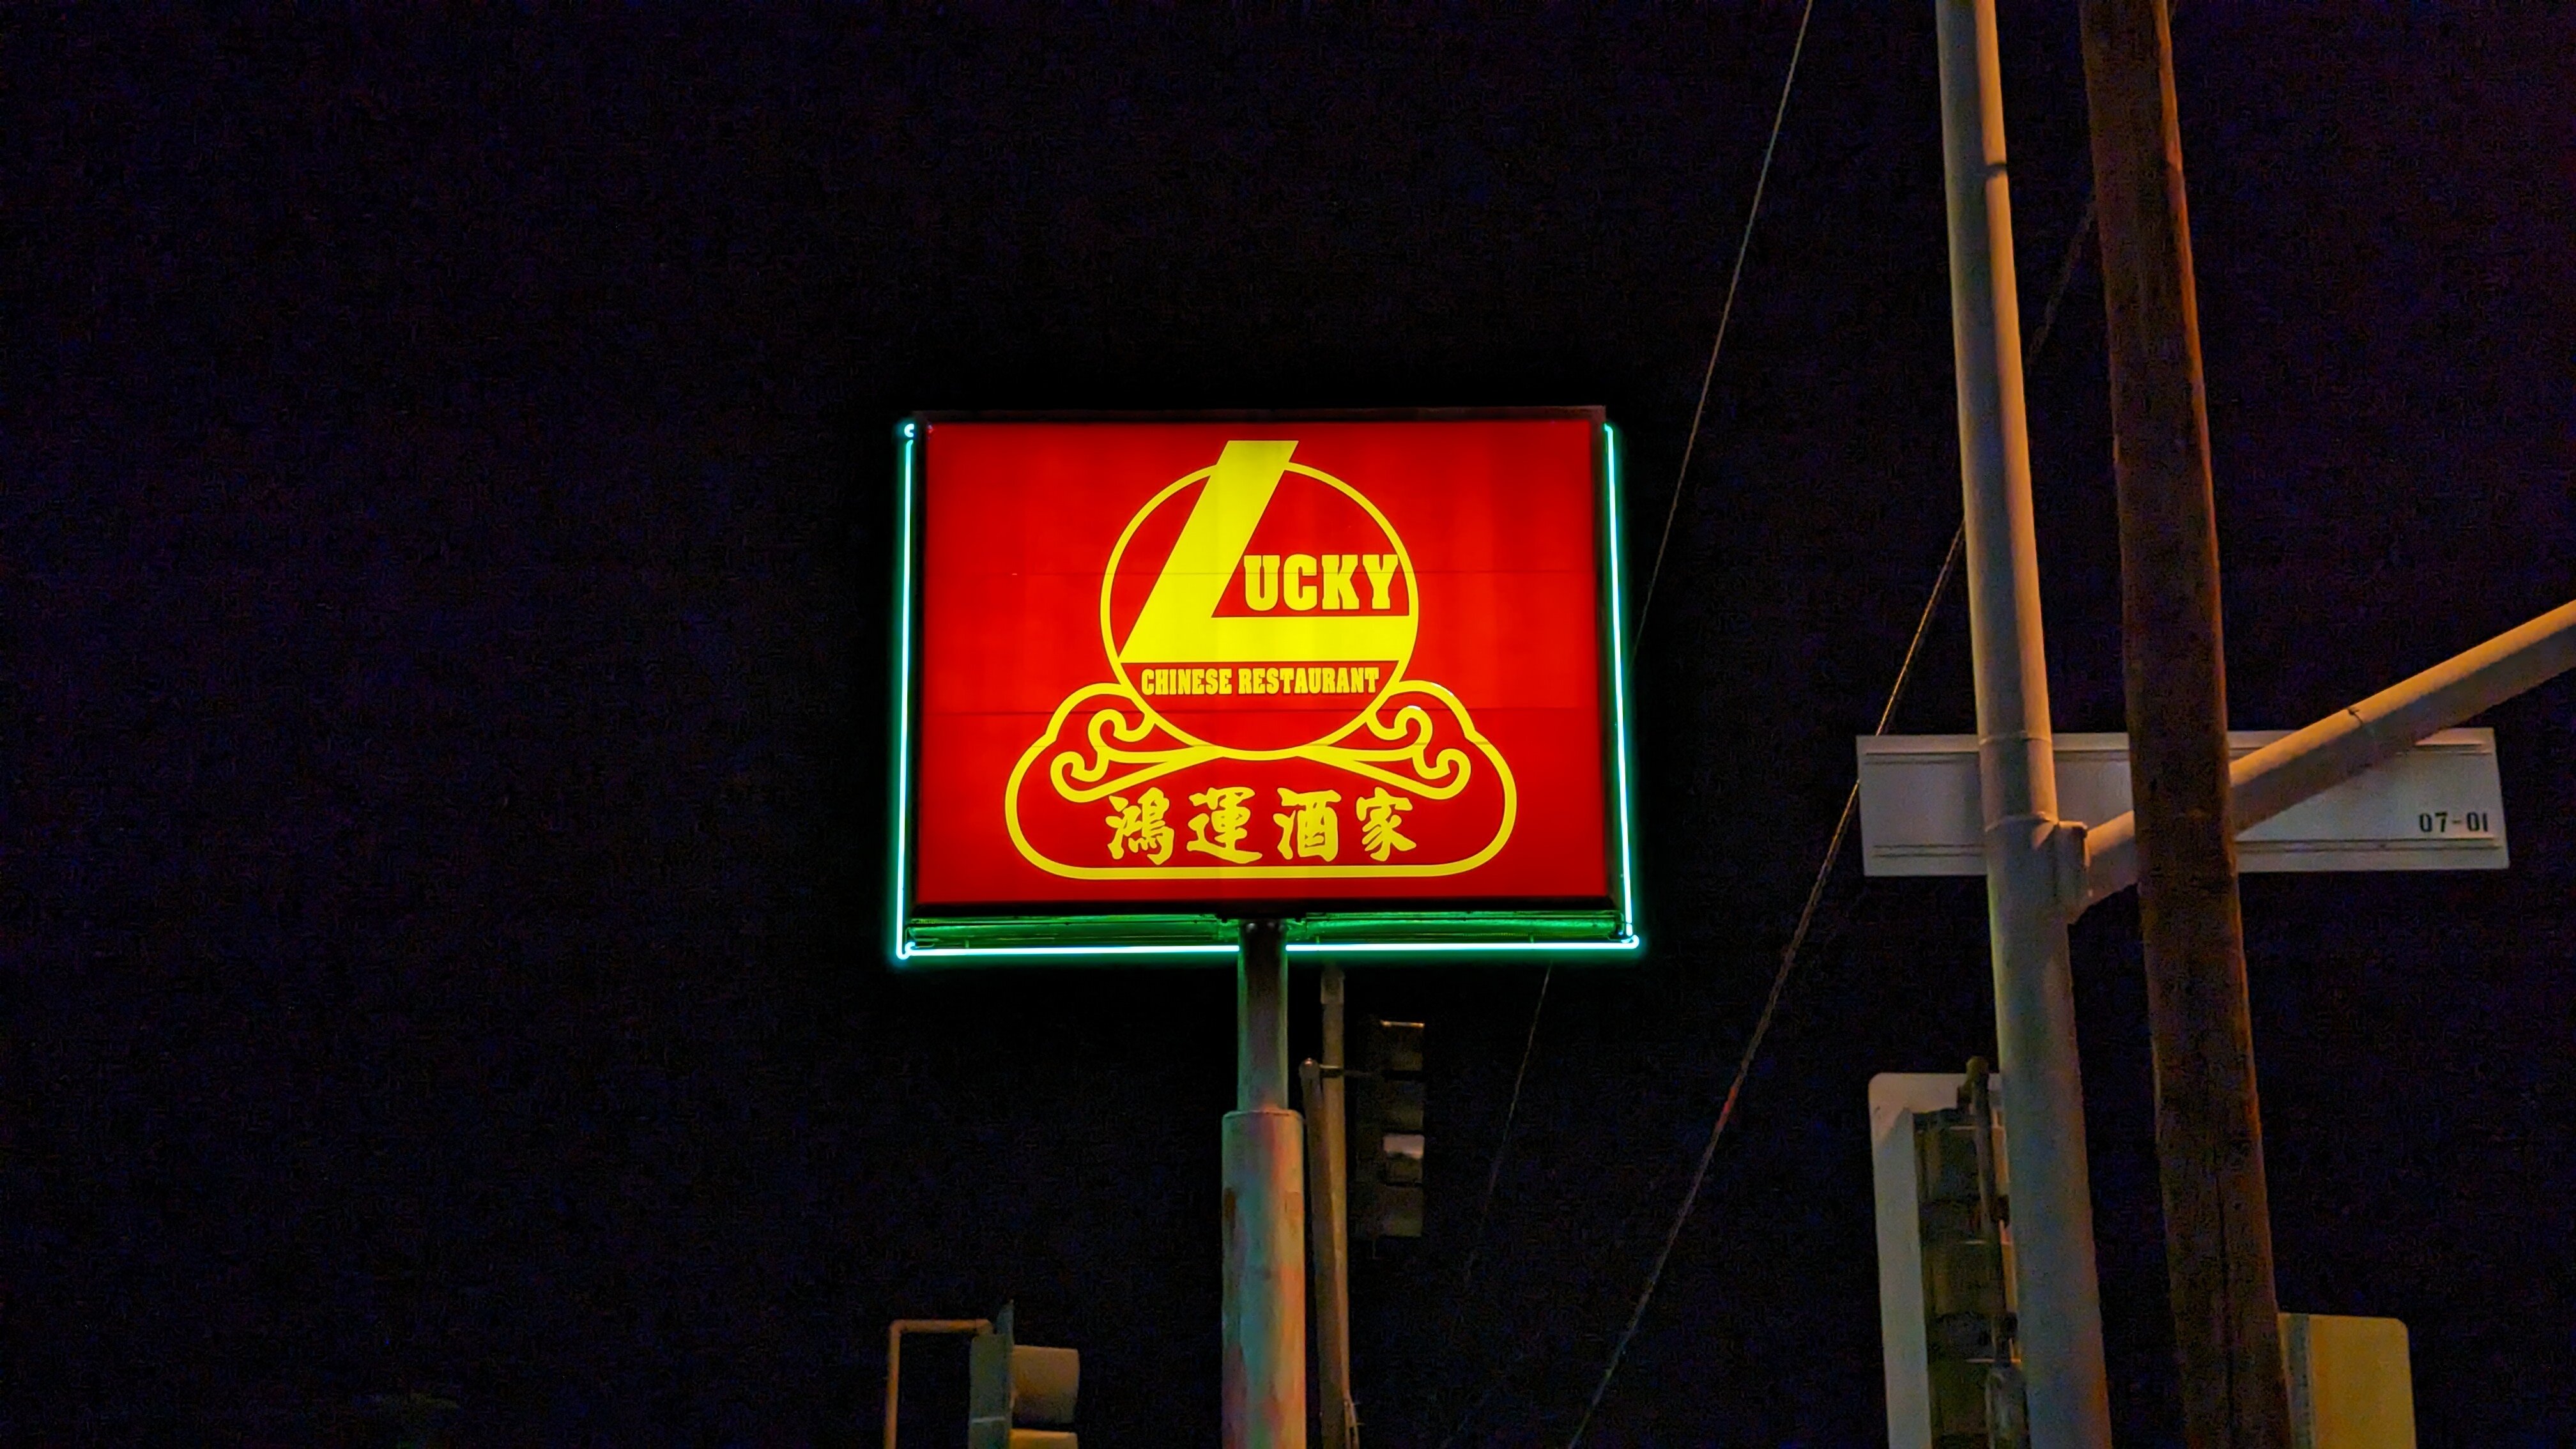 LUCKY
CHINESE RESTAURANT
鴻運酒家
07-01